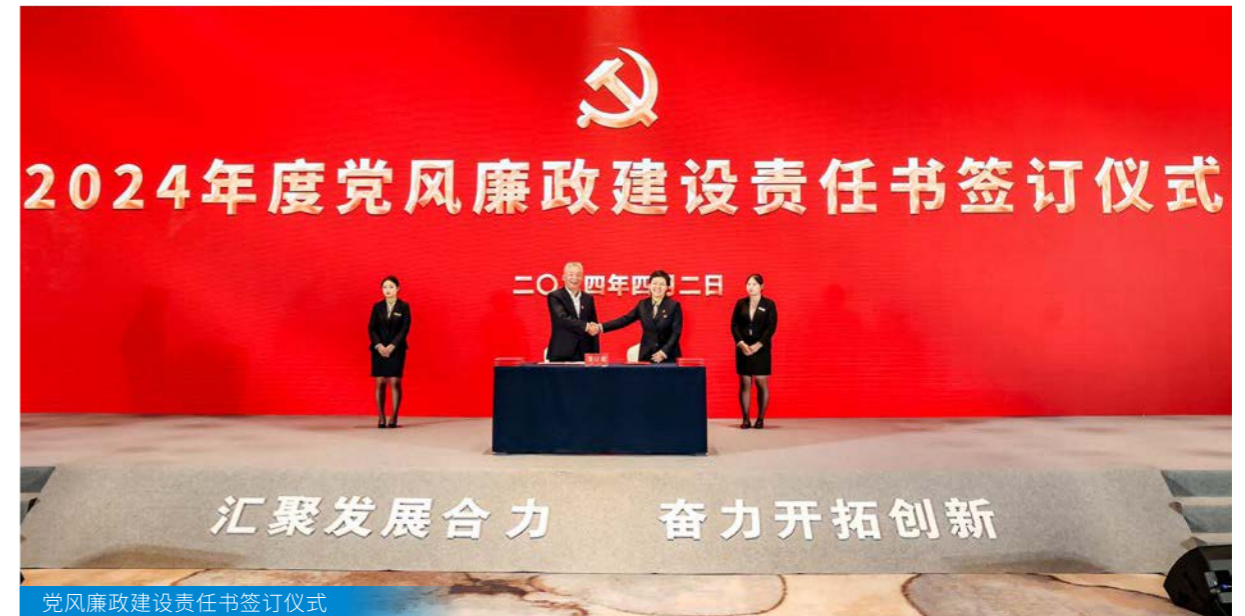 2024年度党风廉政建设责任书签订仪式
二〇 四年四月二日
汇聚发展合力 奋力开拓创新
党风廉政建设责任书签订仪式